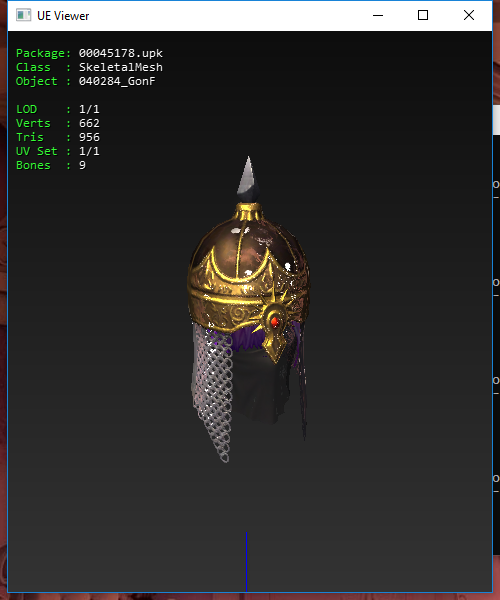 UE Viewer
Package: 00045178.upk
Class  : SkeletalMesh
Object : 040284_GonF
LOD    : 1/1
Verts  : 662
Tris   : 956
UV Set : 1/1
Bones  : 9